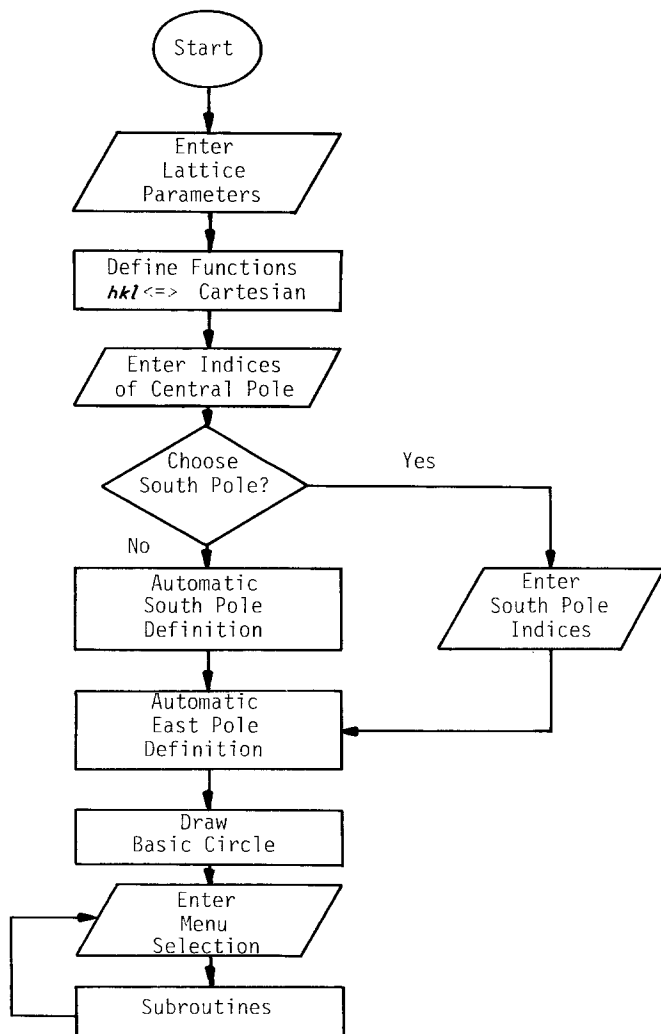 Start
Enter
Lattice
Parameters
Define Functions
hkl <=> Cartesian
Enter Indices
of Central Pole
Choose
South Pole?
Yes
No
Automatic
South Pole
Definition
Enter
South Pole
Indices
Automatic
East Pole
Definition
Draw
Basic Circle
Enter
Menu
Selection
Subroutines